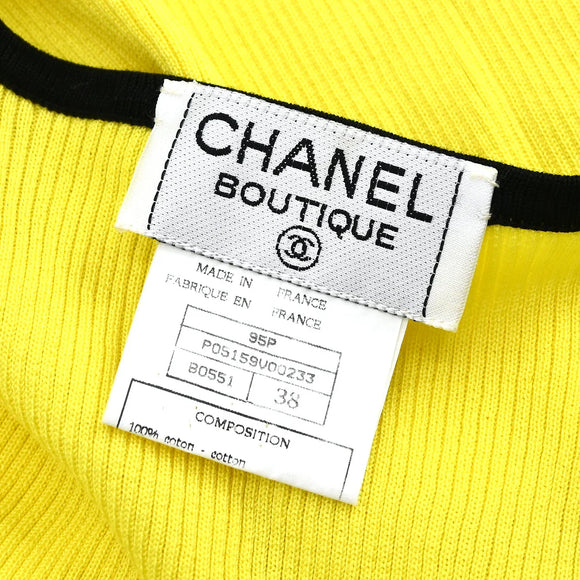 CHANEL
BOUTIQUE
MADE IN FRANCE
FABRIQUE EN FRANCE
95P
P05159V00233
B0551 38
COMPOSITION
100% coton - cotton